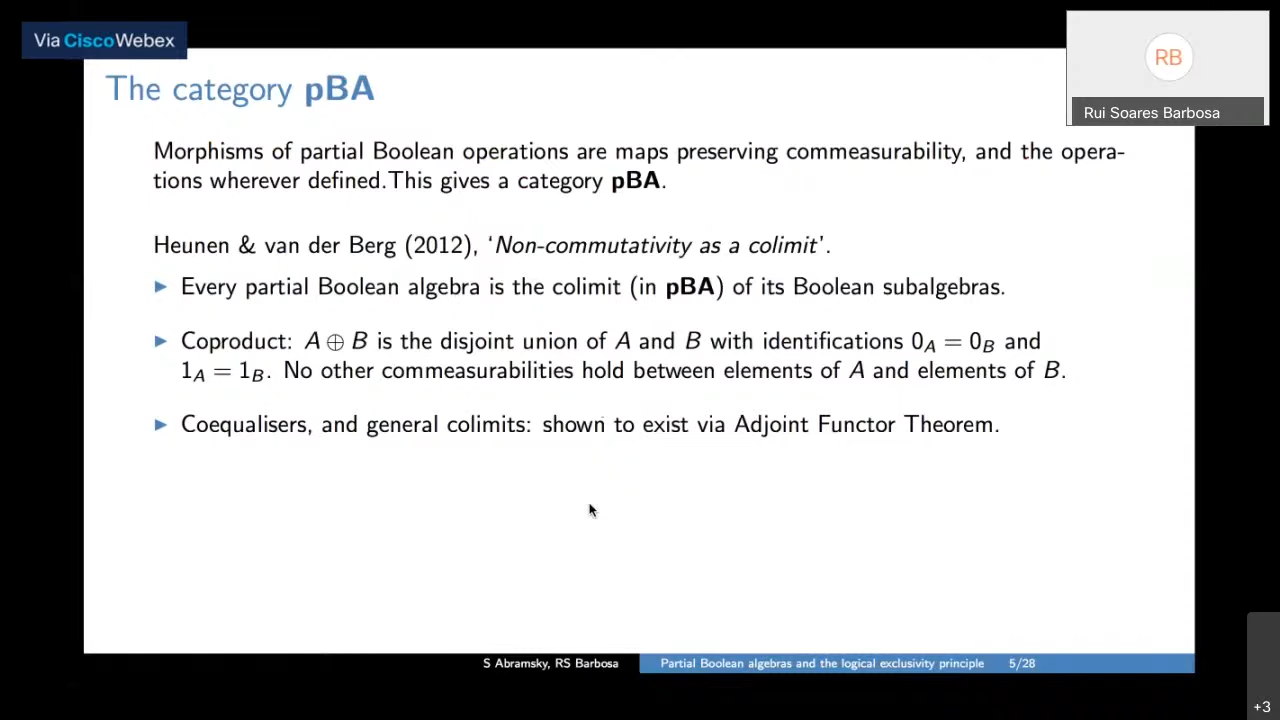 Via CiscoWebex
RB
Rui Soares Barbosa
The category pBA
Morphisms of partial Boolean operations are maps preserving commeasurability, and the opera-
tions wherever defined.This gives a category pBA.
Heunen & van der Berg (2012), ‘Non-commutativity as a colimit’.
▶ Every partial Boolean algebra is the colimit (in pBA) of its Boolean subalgebras.
▶ Coproduct: A ⊕ B is the disjoint union of A and B with identifications 0_A = 0_B and
1_A = 1_B. No other commeasurabilities hold between elements of A and elements of B.
▶ Coequalisers, and general colimits: shown to exist via Adjoint Functor Theorem.
S Abramsky, RS Barbosa Partial Boolean algebras and the logical exclusivity principle 5/28
+3